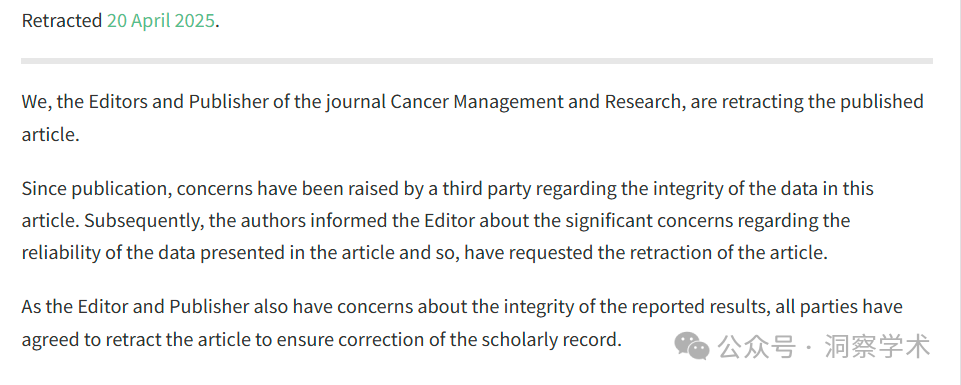 Retracted 20 April 2025.
We, the Editors and Publisher of the journal Cancer Management and Research, are retracting the published
article.
Since publication, concerns have been raised by a third party regarding the integrity of the data in this
article. Subsequently, the authors informed the Editor about the significant concerns regarding the
reliability of the data presented in the article and so, have requested the retraction of the article.
As the Editor and Publisher also have concerns about the integrity of the reported results, all parties have
agreed to retract the article to ensure correction of the scholarly record.
公众号 · 洞察学术